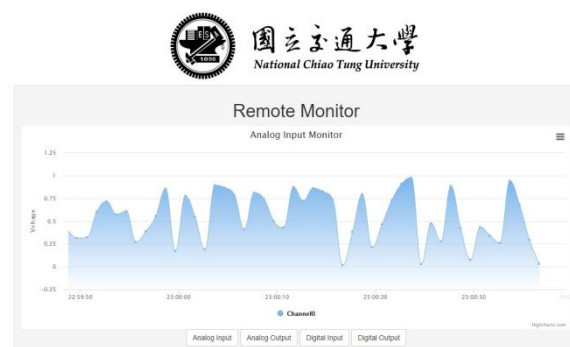 ES
1896
國立交通大學
National Chiao Tung University
Remote Monitor
Analog Input Monitor
1.25
1
0.75
0.5
0.25
0
-0.25
Voltage
22:59:50
23:00:00
23:00:10
23:00:20
23:00:30
Channel0
Highcharts.com
Analog Input
Analog Output
Digital Input
Digital Output